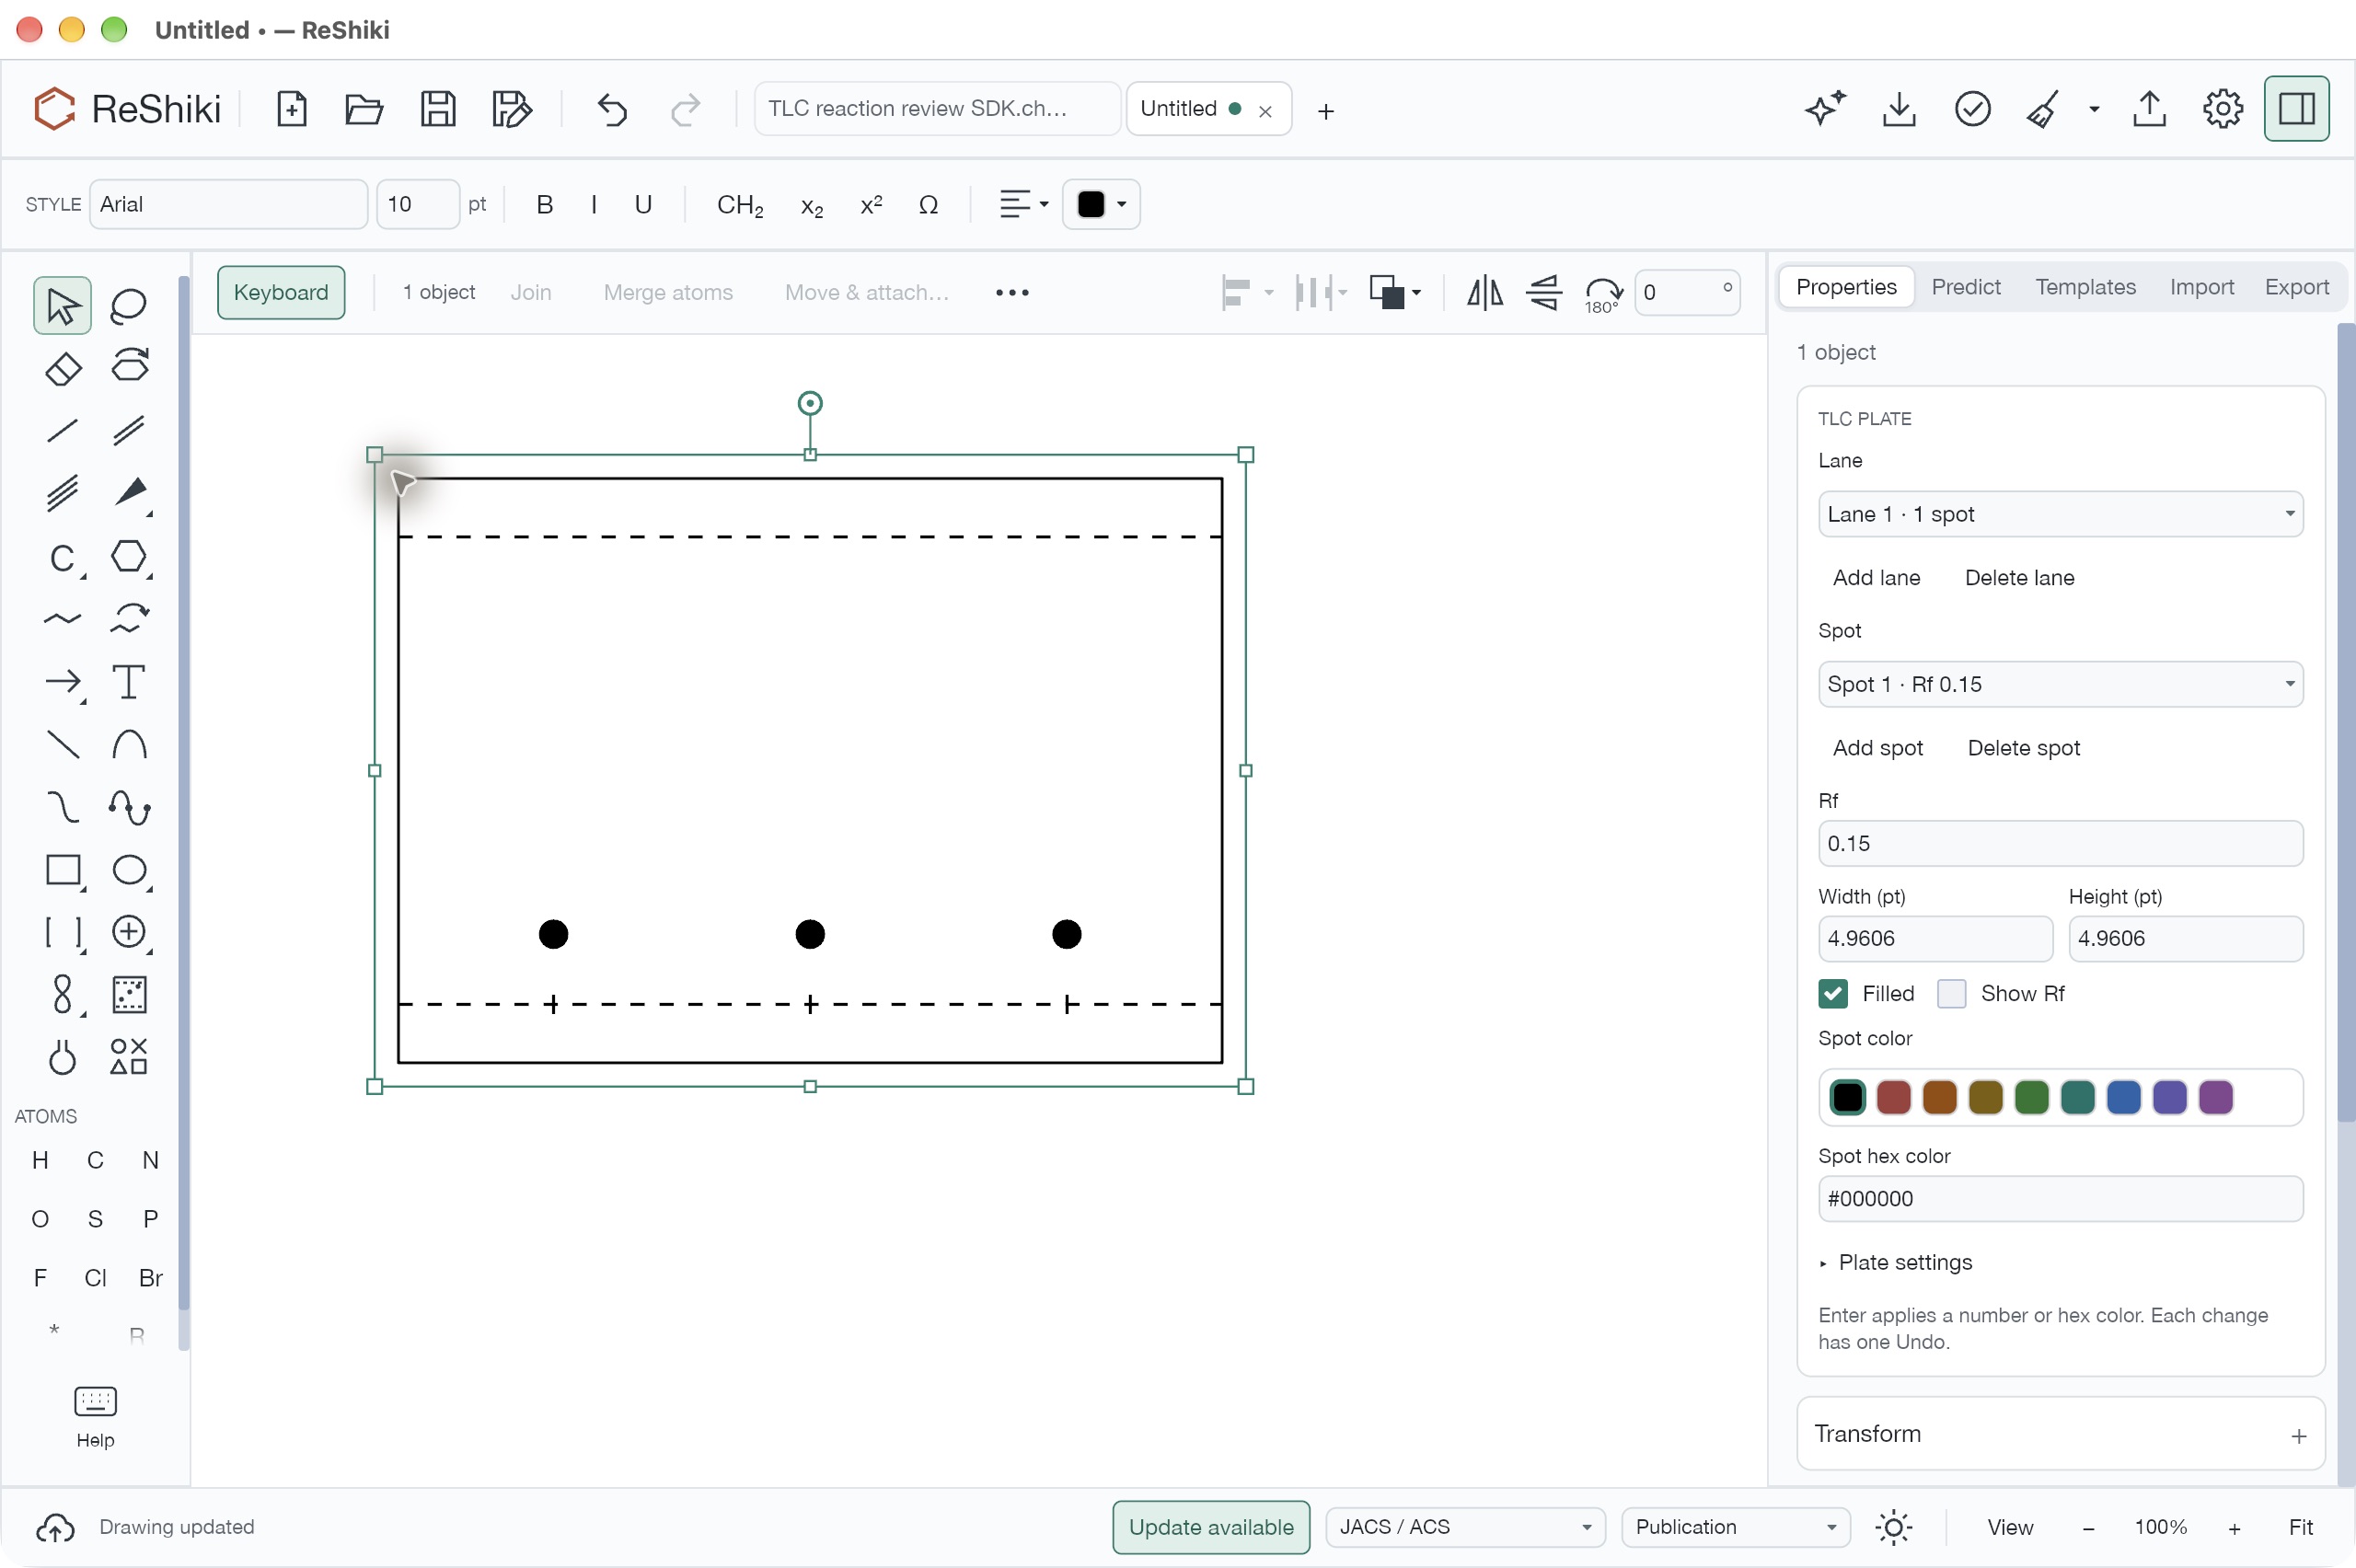 Untitled • — ReShiki
ReShiki
TLC reaction review SDK.ch...
Untitled
STYLE
Arial
10
pt
B
I
U
CH₂
x₂
x²
Ω
Keyboard
1 object
Join
Merge atoms
Move & attach...
180°
0
°
Properties
Predict
Templates
Import
Export
1 object
TLC PLATE
Lane
Lane 1 · 1 spot
Add lane
Delete lane
Spot
Spot 1 · Rf 0.15
Add spot
Delete spot
Rf
0.15
Width (pt)
Height (pt)
4.9606
4.9606
Filled
Show Rf
Spot color
Spot hex color
#000000
Plate settings
Enter applies a number or hex color. Each change
has one Undo.
Transform
+
C
T
ATOMS
H C N
O S P
F Cl Br
* R
Help
Drawing updated
Update available
JACS / ACS
Publication
View
−
100%
+
Fit